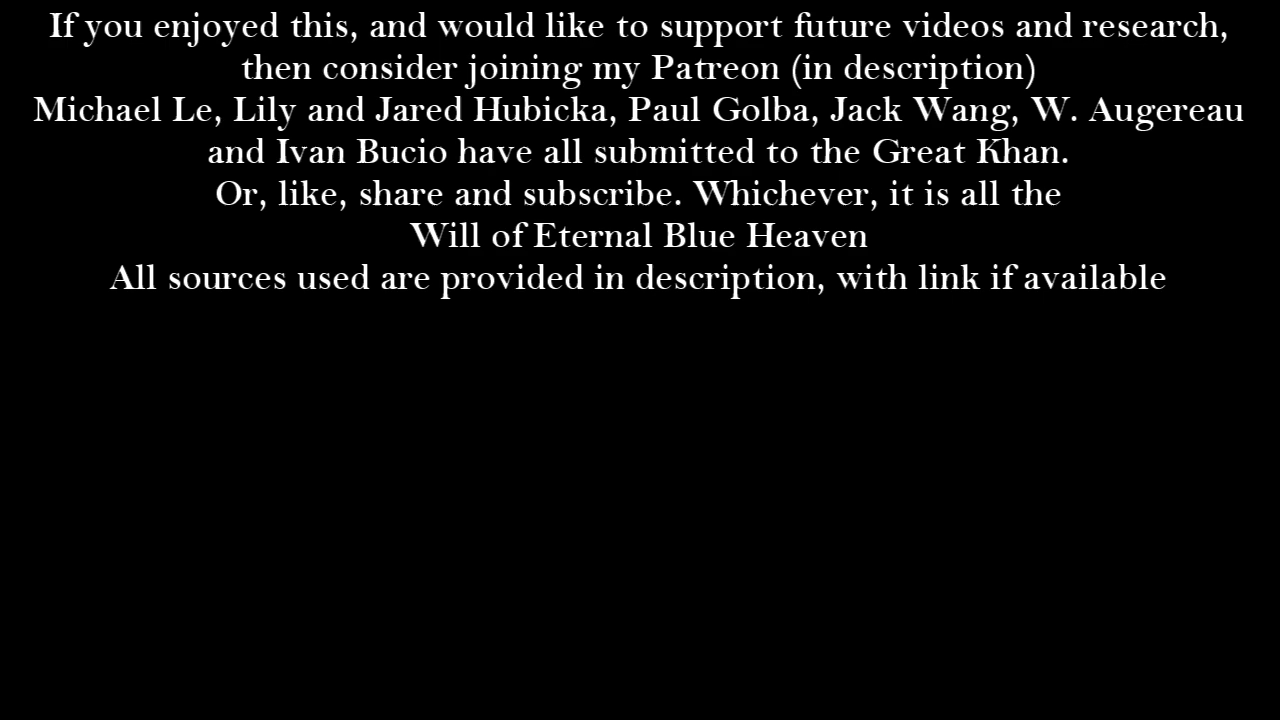 If you enjoyed this, and would like to support future videos and research,
then consider joining my Patreon (in description)
Michael Le, Lily and Jared Hubicka, Paul Golba, Jack Wang, W. Augereau
and Ivan Bucio have all submitted to the Great Khan.
Or, like, share and subscribe. Whichever, it is all the
Will of Eternal Blue Heaven
All sources used are provided in description, with link if available